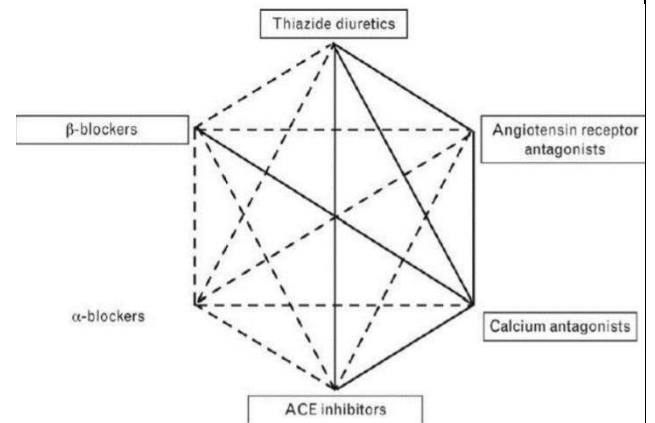 Thiazide diuretics
β-blockers
Angiotensin receptor
antagonists
α-blockers
Calcium antagonists
ACE inhibitors